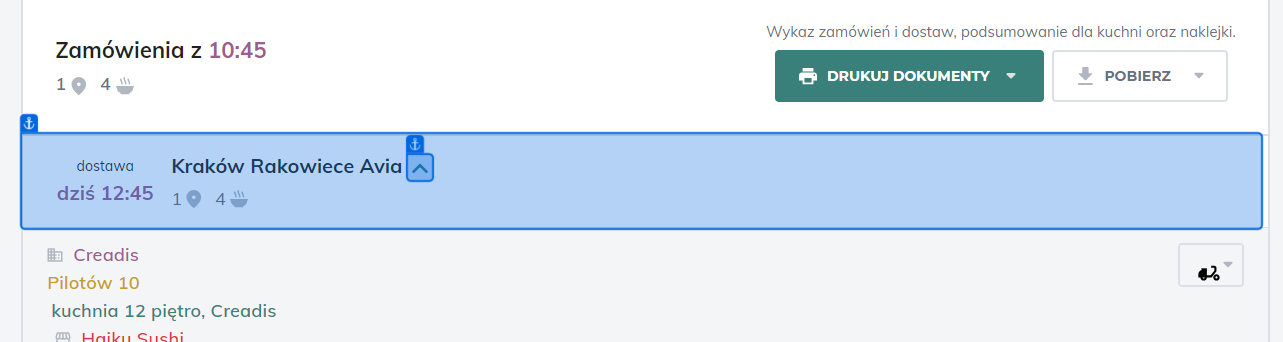 Wykaz zamówień i dostaw, podsumowanie dla kuchni oraz naklejki.
Zamówienia z 10:45
1 4
DRUKUJ DOKUMENTY
POBIERZ
dostawa
dziś 12:45
Kraków Rakowiece Avia
1 4
Creadis
Pilotów 10
kuchnia 12 piętro, Creadis
Haiku Sushi